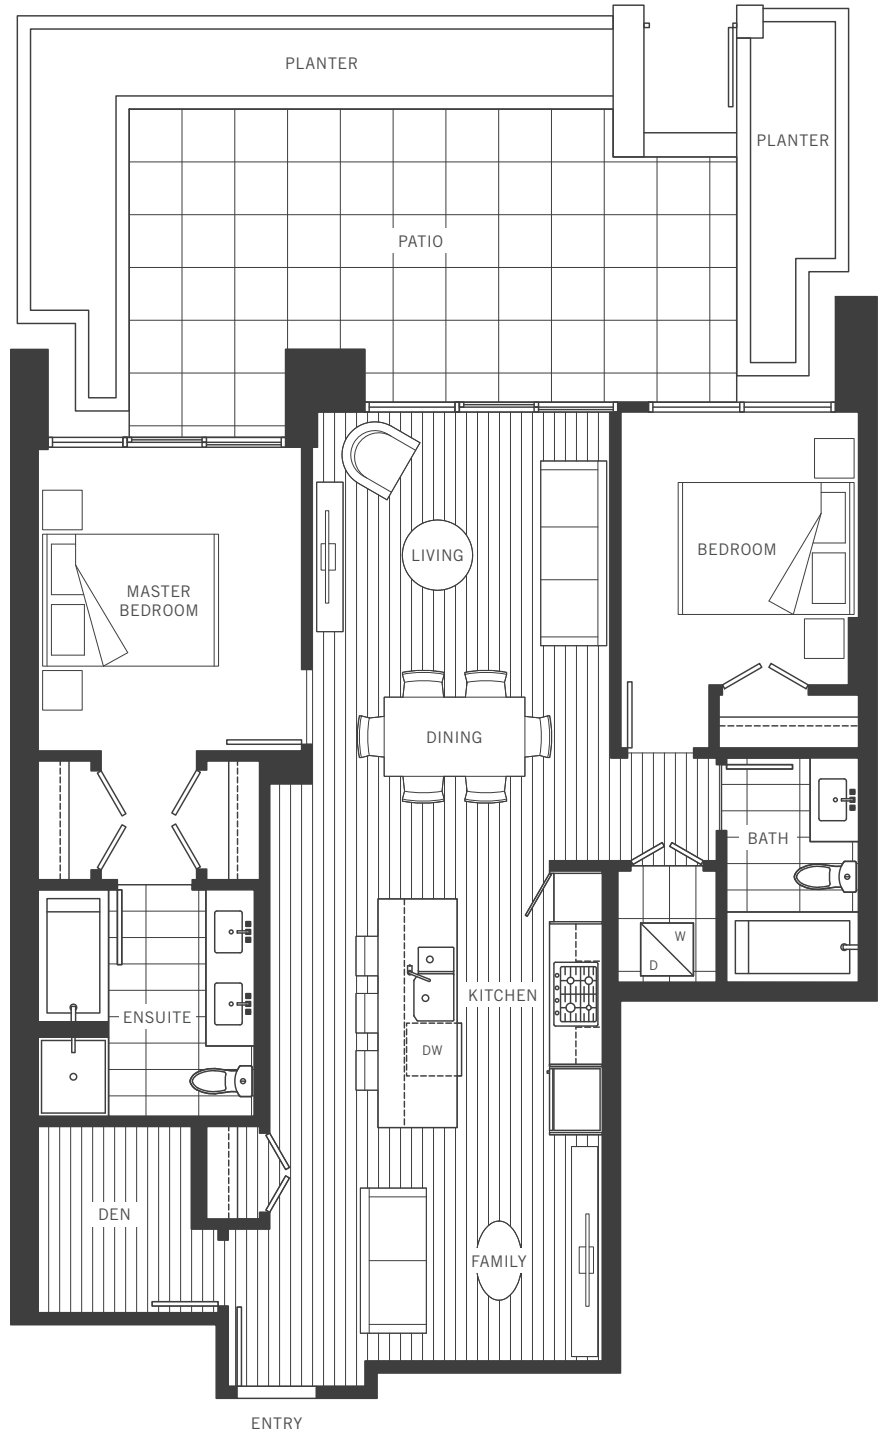 PLANTER
PLANTER
PATIO
LIVING
BEDROOM
MASTER
BEDROOM
DINING
BATH
W
D
KITCHEN
ENSUITE
DW
DEN
FAMILY
ENTRY